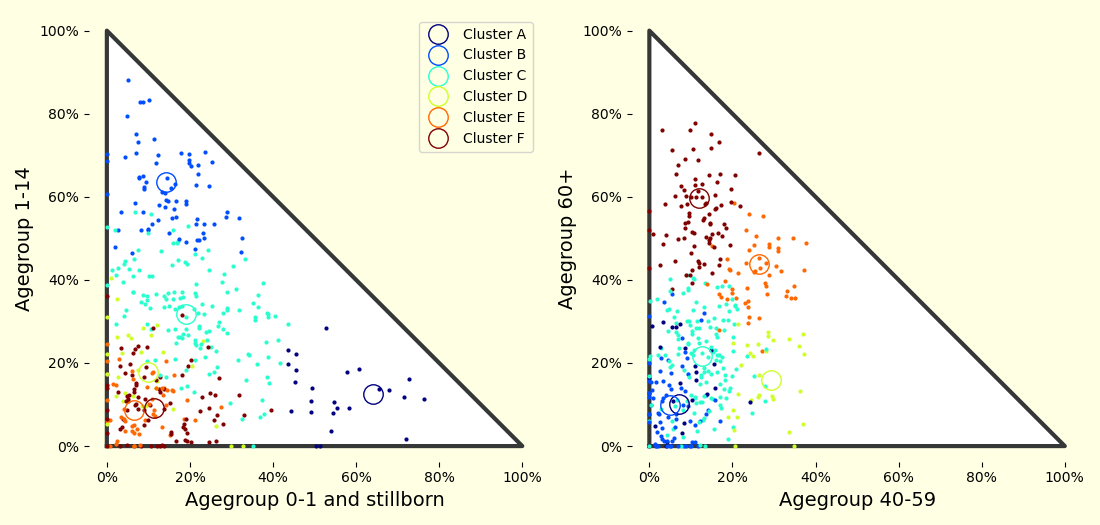 100%
80%
60%
40%
20%
0%
Agegroup 1-14
0% 20% 40% 60% 80% 100%
Agegroup 0-1 and stillborn
Cluster A
Cluster B
Cluster C
Cluster D
Cluster E
Cluster F
100%
80%
60%
40%
20%
0%
Agegroup 60+
0% 20% 40% 60% 80% 100%
Agegroup 40-59